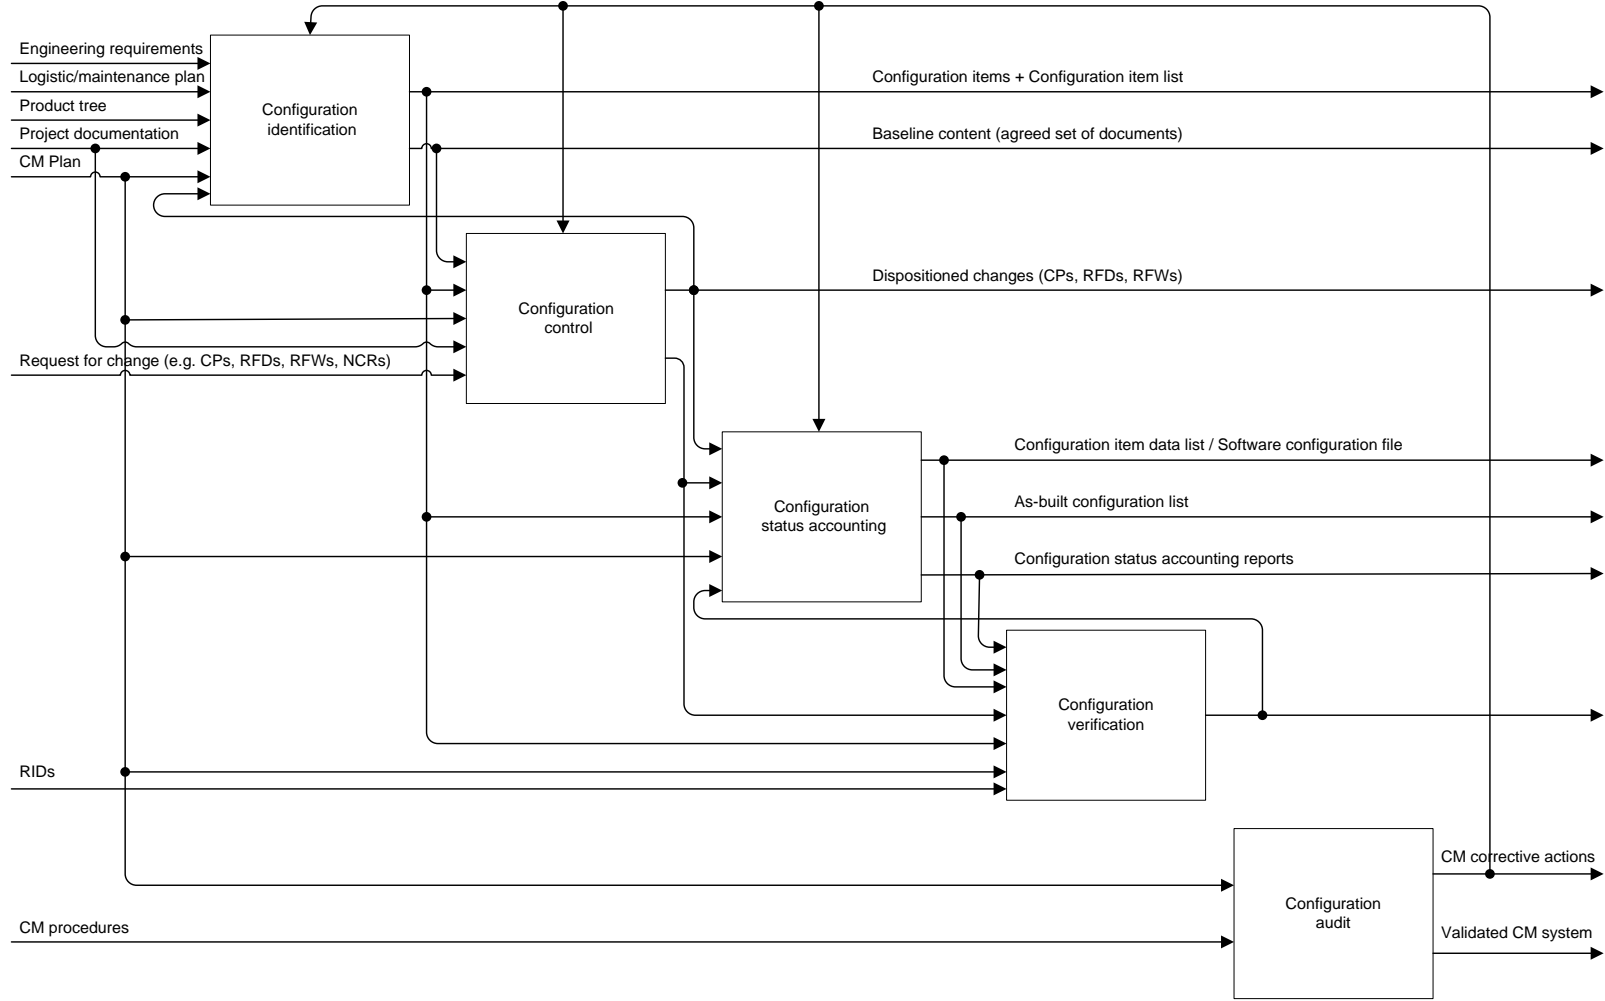 Engineering requirements
Logistic/maintenance plan
Product tree
Project documentation
CM Plan
Configuration
identification
Configuration items + Configuration item list
Baseline content (agreed set of documents)
Configuration
control
Dispositioned changes (CPs, RFDs, RFWs)
Request for change (e.g. CPs, RFDs, RFWs, NCRs)
Configuration
status accounting
Configuration item data list / Software configuration file
As-built configuration list
Configuration status accounting reports
Configuration
verification
RIDs
Configuration
audit
CM corrective actions
CM procedures
Validated CM system